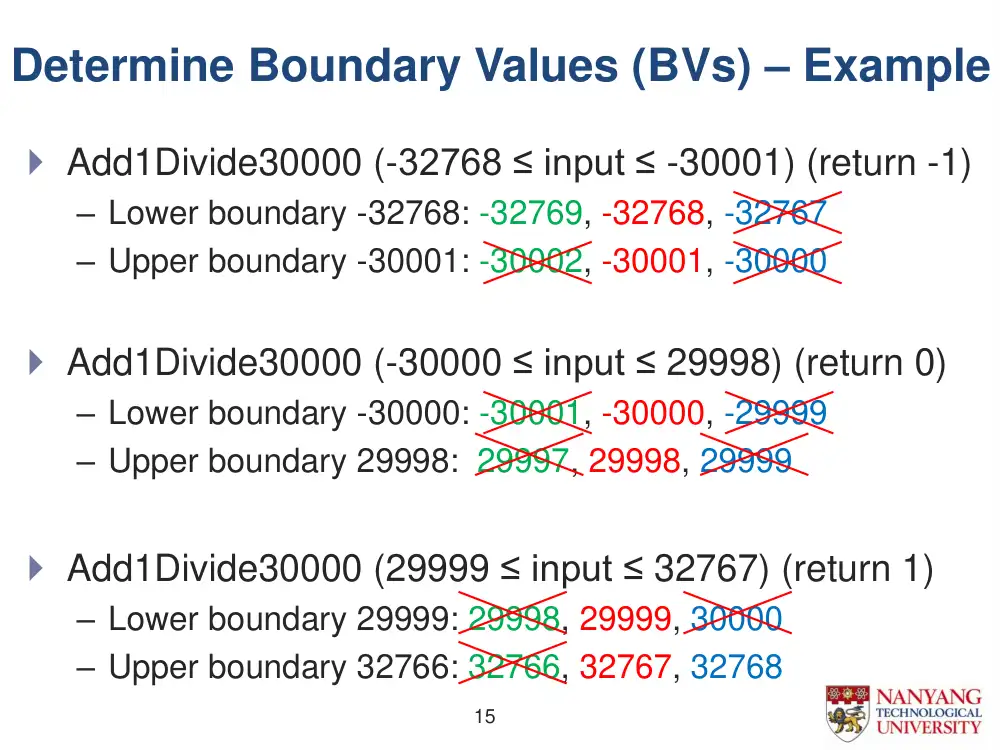 Determine Boundary Values (BVs) – Example
Add1Divide30000 (-32768 ≤ input ≤ -30001) (return -1)
– Lower boundary -32768: -32769, -32768, -32767
– Upper boundary -30001: -30002, -30001, -30000
Add1Divide30000 (-30000 ≤ input ≤ 29998) (return 0)
– Lower boundary -30000: -30001, -30000, -29999
– Upper boundary 29998: 29997, 29998, 29999
Add1Divide30000 (29999 ≤ input ≤ 32767) (return 1)
– Lower boundary 29999: 29998, 29999, 30000
– Upper boundary 32766: 32766, 32767, 32768
15
NANYANG
TECHNOLOGICAL
UNIVERSITY